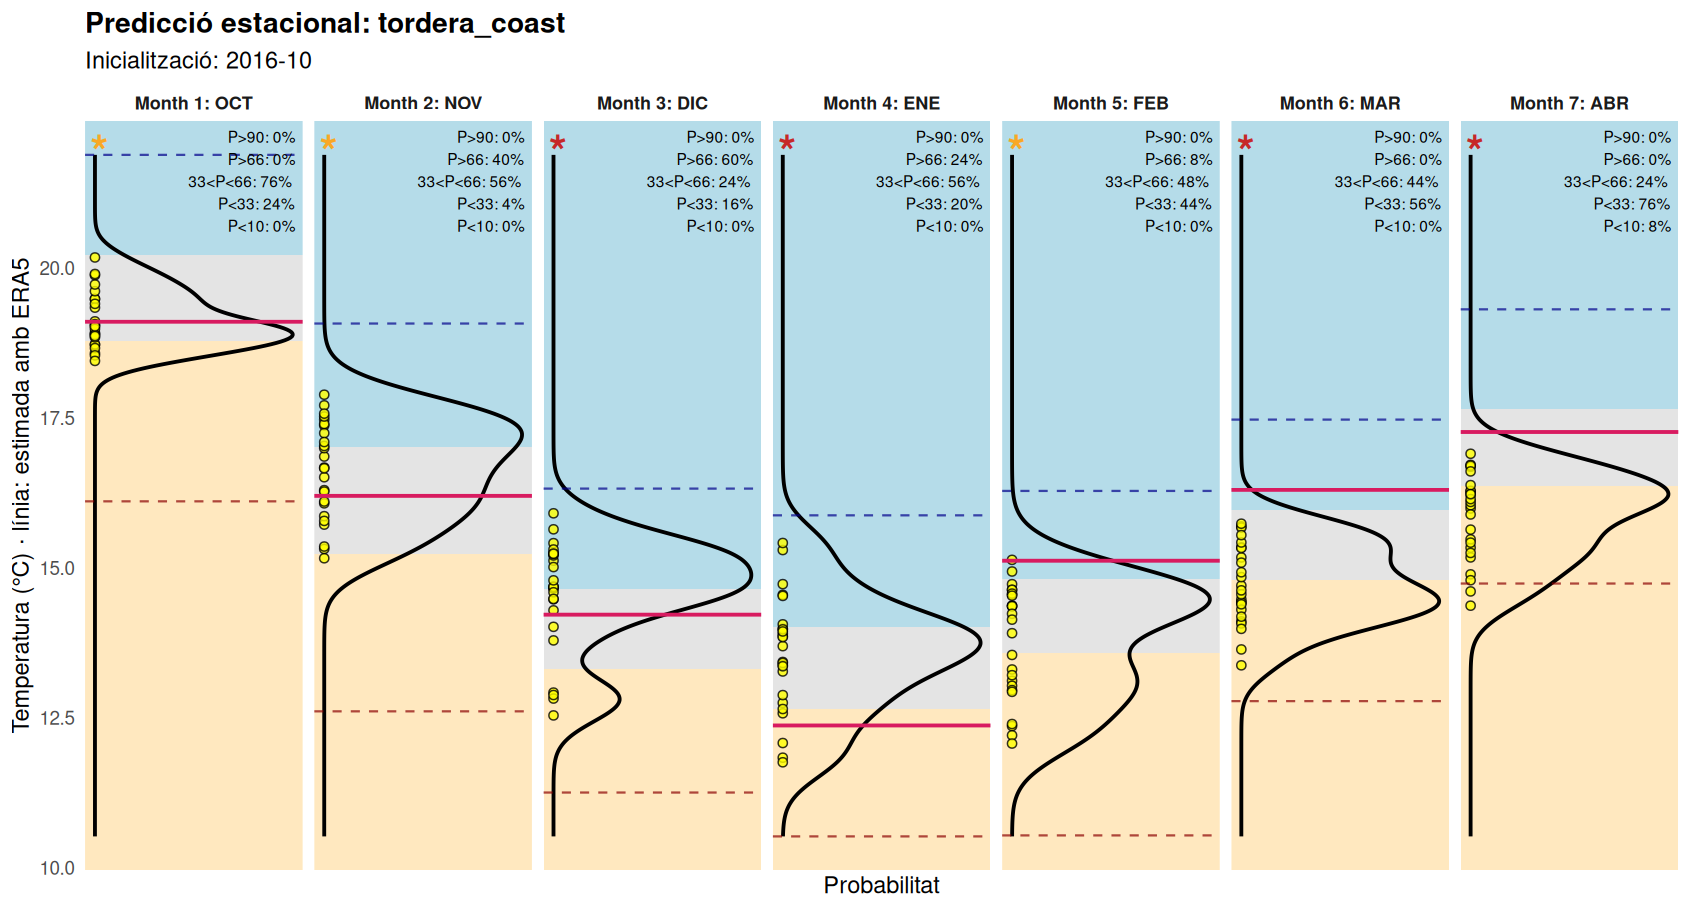 Predicció estacional: tordera_coast
Inicialització: 2016-10
Month 1: OCT
Month 2: NOV
Month 3: DIC
Month 4: ENE
Month 5: FEB
Month 6: MAR
Month 7: ABR
* P>90: 0%
P>66: 0%
33<P<66: 76%
P<33: 24%
P<10: 0%
* P>90: 0%
P>66: 40%
33<P<66: 56%
P<33: 4%
P<10: 0%
* P>90: 0%
P>66: 60%
33<P<66: 24%
P<33: 16%
P<10: 0%
* P>90: 0%
P>66: 24%
33<P<66: 56%
P<33: 20%
P<10: 0%
* P>90: 0%
P>66: 8%
33<P<66: 48%
P<33: 44%
P<10: 0%
* P>90: 0%
P>66: 0%
33<P<66: 44%
P<33: 56%
P<10: 0%
* P>90: 0%
P>66: 0%
33<P<66: 24%
P<33: 76%
P<10: 8%
Temperatura (°C) · línia: estimada amb ERA5
20.0
17.5
15.0
12.5
10.0
Probabilitat